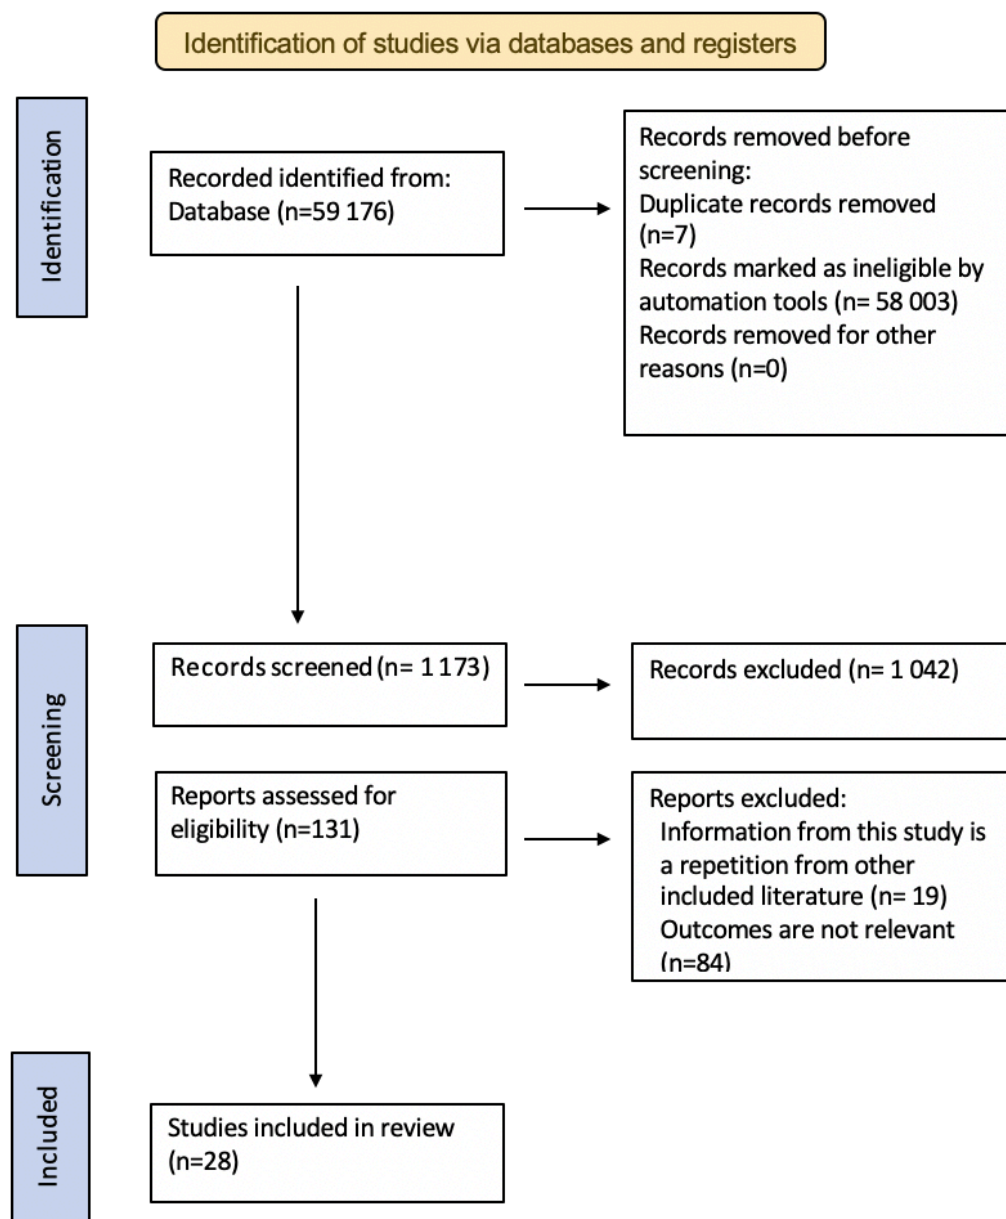 Identification of studies via databases and registers
Identification
Recorded identified from:
Database (n=59 176)
Records removed before
screening:
Duplicate records removed
(n=7)
Records marked as ineligible by
automation tools (n= 58 003)
Records removed for other
reasons (n=0)
Screening
Records screened (n= 1 173)
Records excluded (n= 1 042)
Reports assessed for
eligibility (n=131)
Reports excluded:
Information from this study is
a repetition from other
included literature (n= 19)
Outcomes are not relevant
(n=84)
Included
Studies included in review
(n=28)